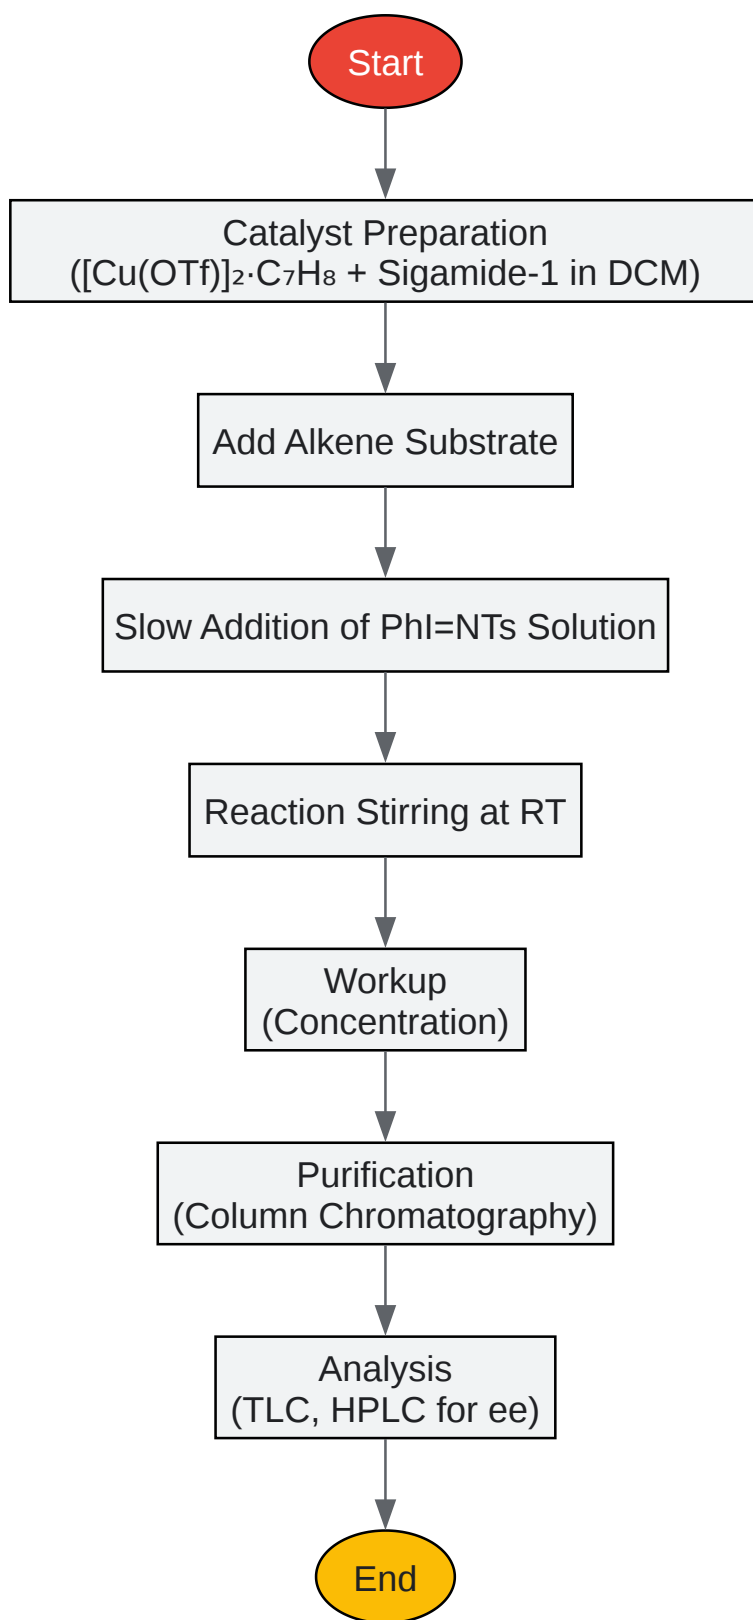 Start
Catalyst Preparation
([Cu(OTf)]₂·C₇H₈ + Sigamide-1 in DCM)
Add Alkene Substrate
Slow Addition of PhI=NTs Solution
Reaction Stirring at RT
Workup
(Concentration)
Purification
(Column Chromatography)
Analysis
(TLC, HPLC for ee)
End